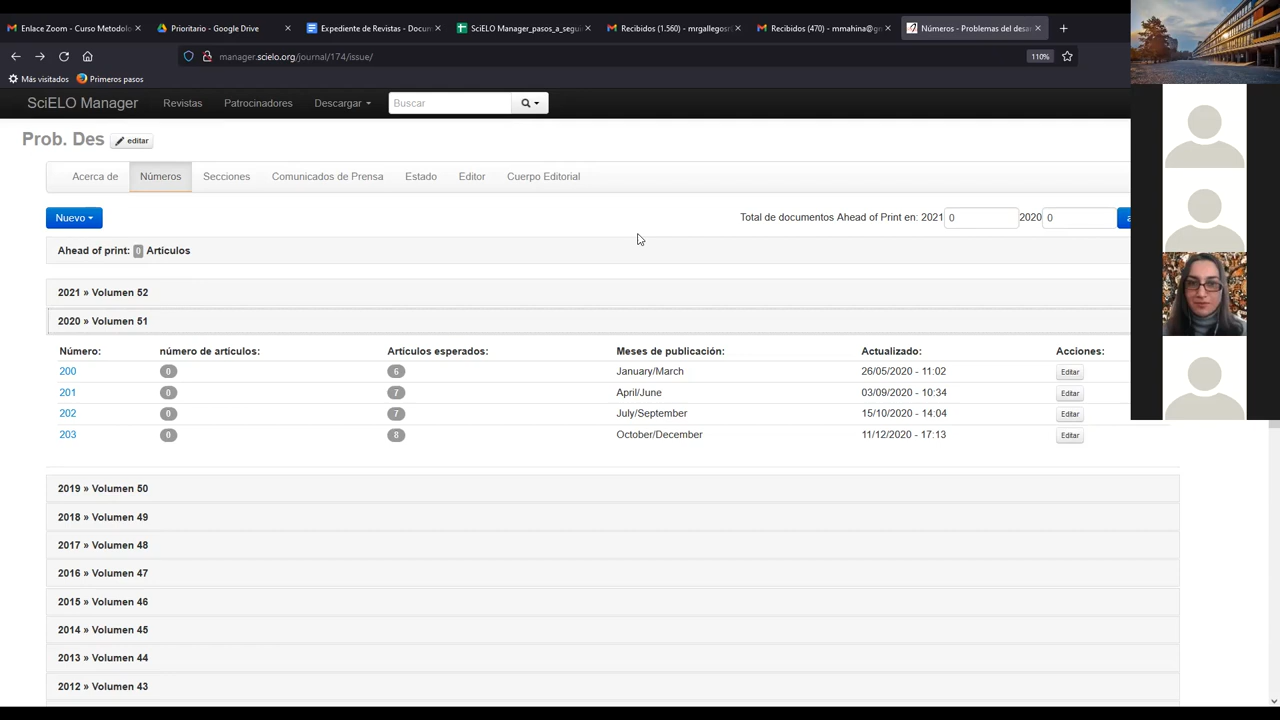 Enlace Zoom - Curso Metodolo
Prioritario - Google Drive
Expediente de Revistas - Docum
SciELO Manager_pasos_a_segui
Recibidos (1.560) - mrgallegosr
Recibidos (470) - mmahina@g
Números - Problemas del desar
manager.scielo.org/journal/174/issue/
110%
Más visitados
Primeros pasos
SciELO Manager
Revistas
Patrocinadores
Descargar
Buscar
Prob. Des
editar
Acerca de
Números
Secciones
Comunicados de Prensa
Estado
Editor
Cuerpo Editorial
Nuevo
Total de documentos Ahead of Print en: 2021 0 2020 0 a
Ahead of print: 0 Artículos
2021 » Volumen 52
2020 » Volumen 51
Número: número de artículos: Artículos esperados: Meses de publicación: Actualizado: Acciones:
200 0 6 January/March 26/05/2020 - 11:02 Editar
201 0 7 April/June 03/09/2020 - 10:34 Editar
202 0 7 July/September 15/10/2020 - 14:04 Editar
203 0 8 October/December 11/12/2020 - 17:13 Editar
2019 » Volumen 50
2018 » Volumen 49
2017 » Volumen 48
2016 » Volumen 47
2015 » Volumen 46
2014 » Volumen 45
2013 » Volumen 44
2012 » Volumen 43